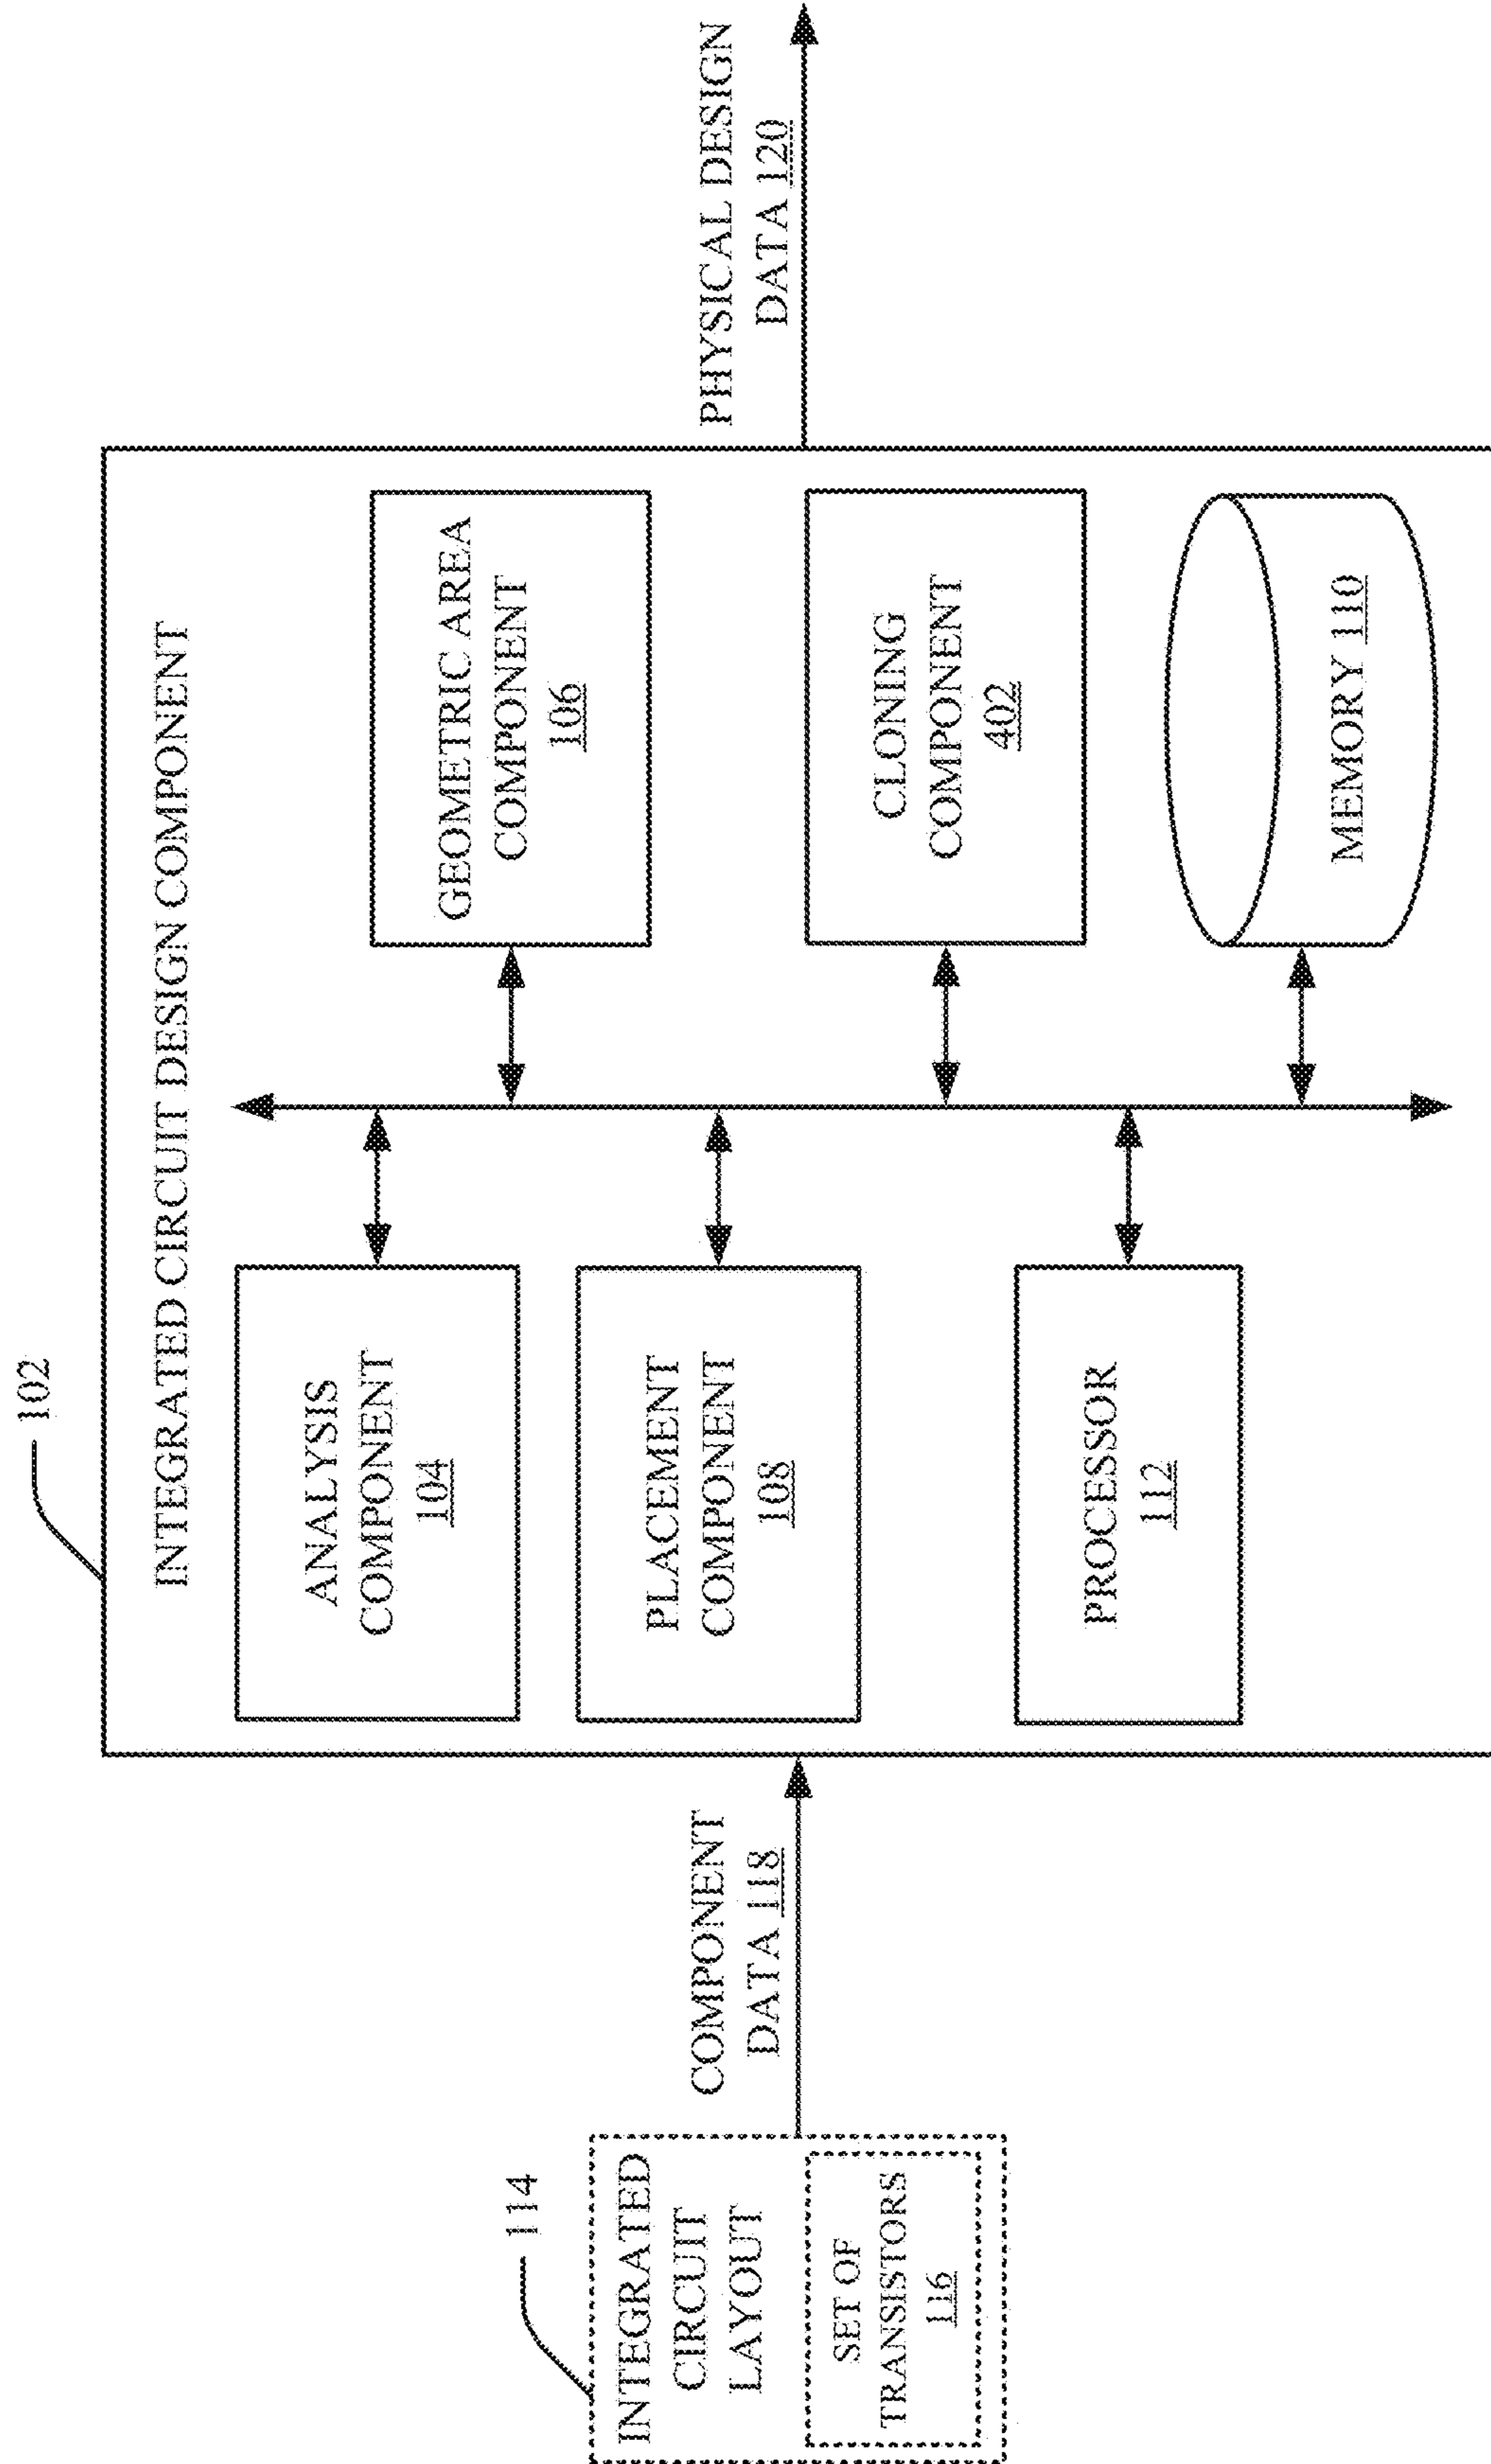 102
INTEGRATED CIRCUIT DESIGN COMPONENT
114
INTEGRATED
CIRCUIT
LAYOUT
SET OF
TRANSISTORS
116
COMPONENT
DATA 118
ANALYSIS
COMPONENT
104
PLACEMENT
COMPONENT
108
PROCESSOR
112
GEOMETRIC AREA
COMPONENT
106
CLONING
COMPONENT
402
MEMORY 110
PHYSICAL DESIGN
DATA 120